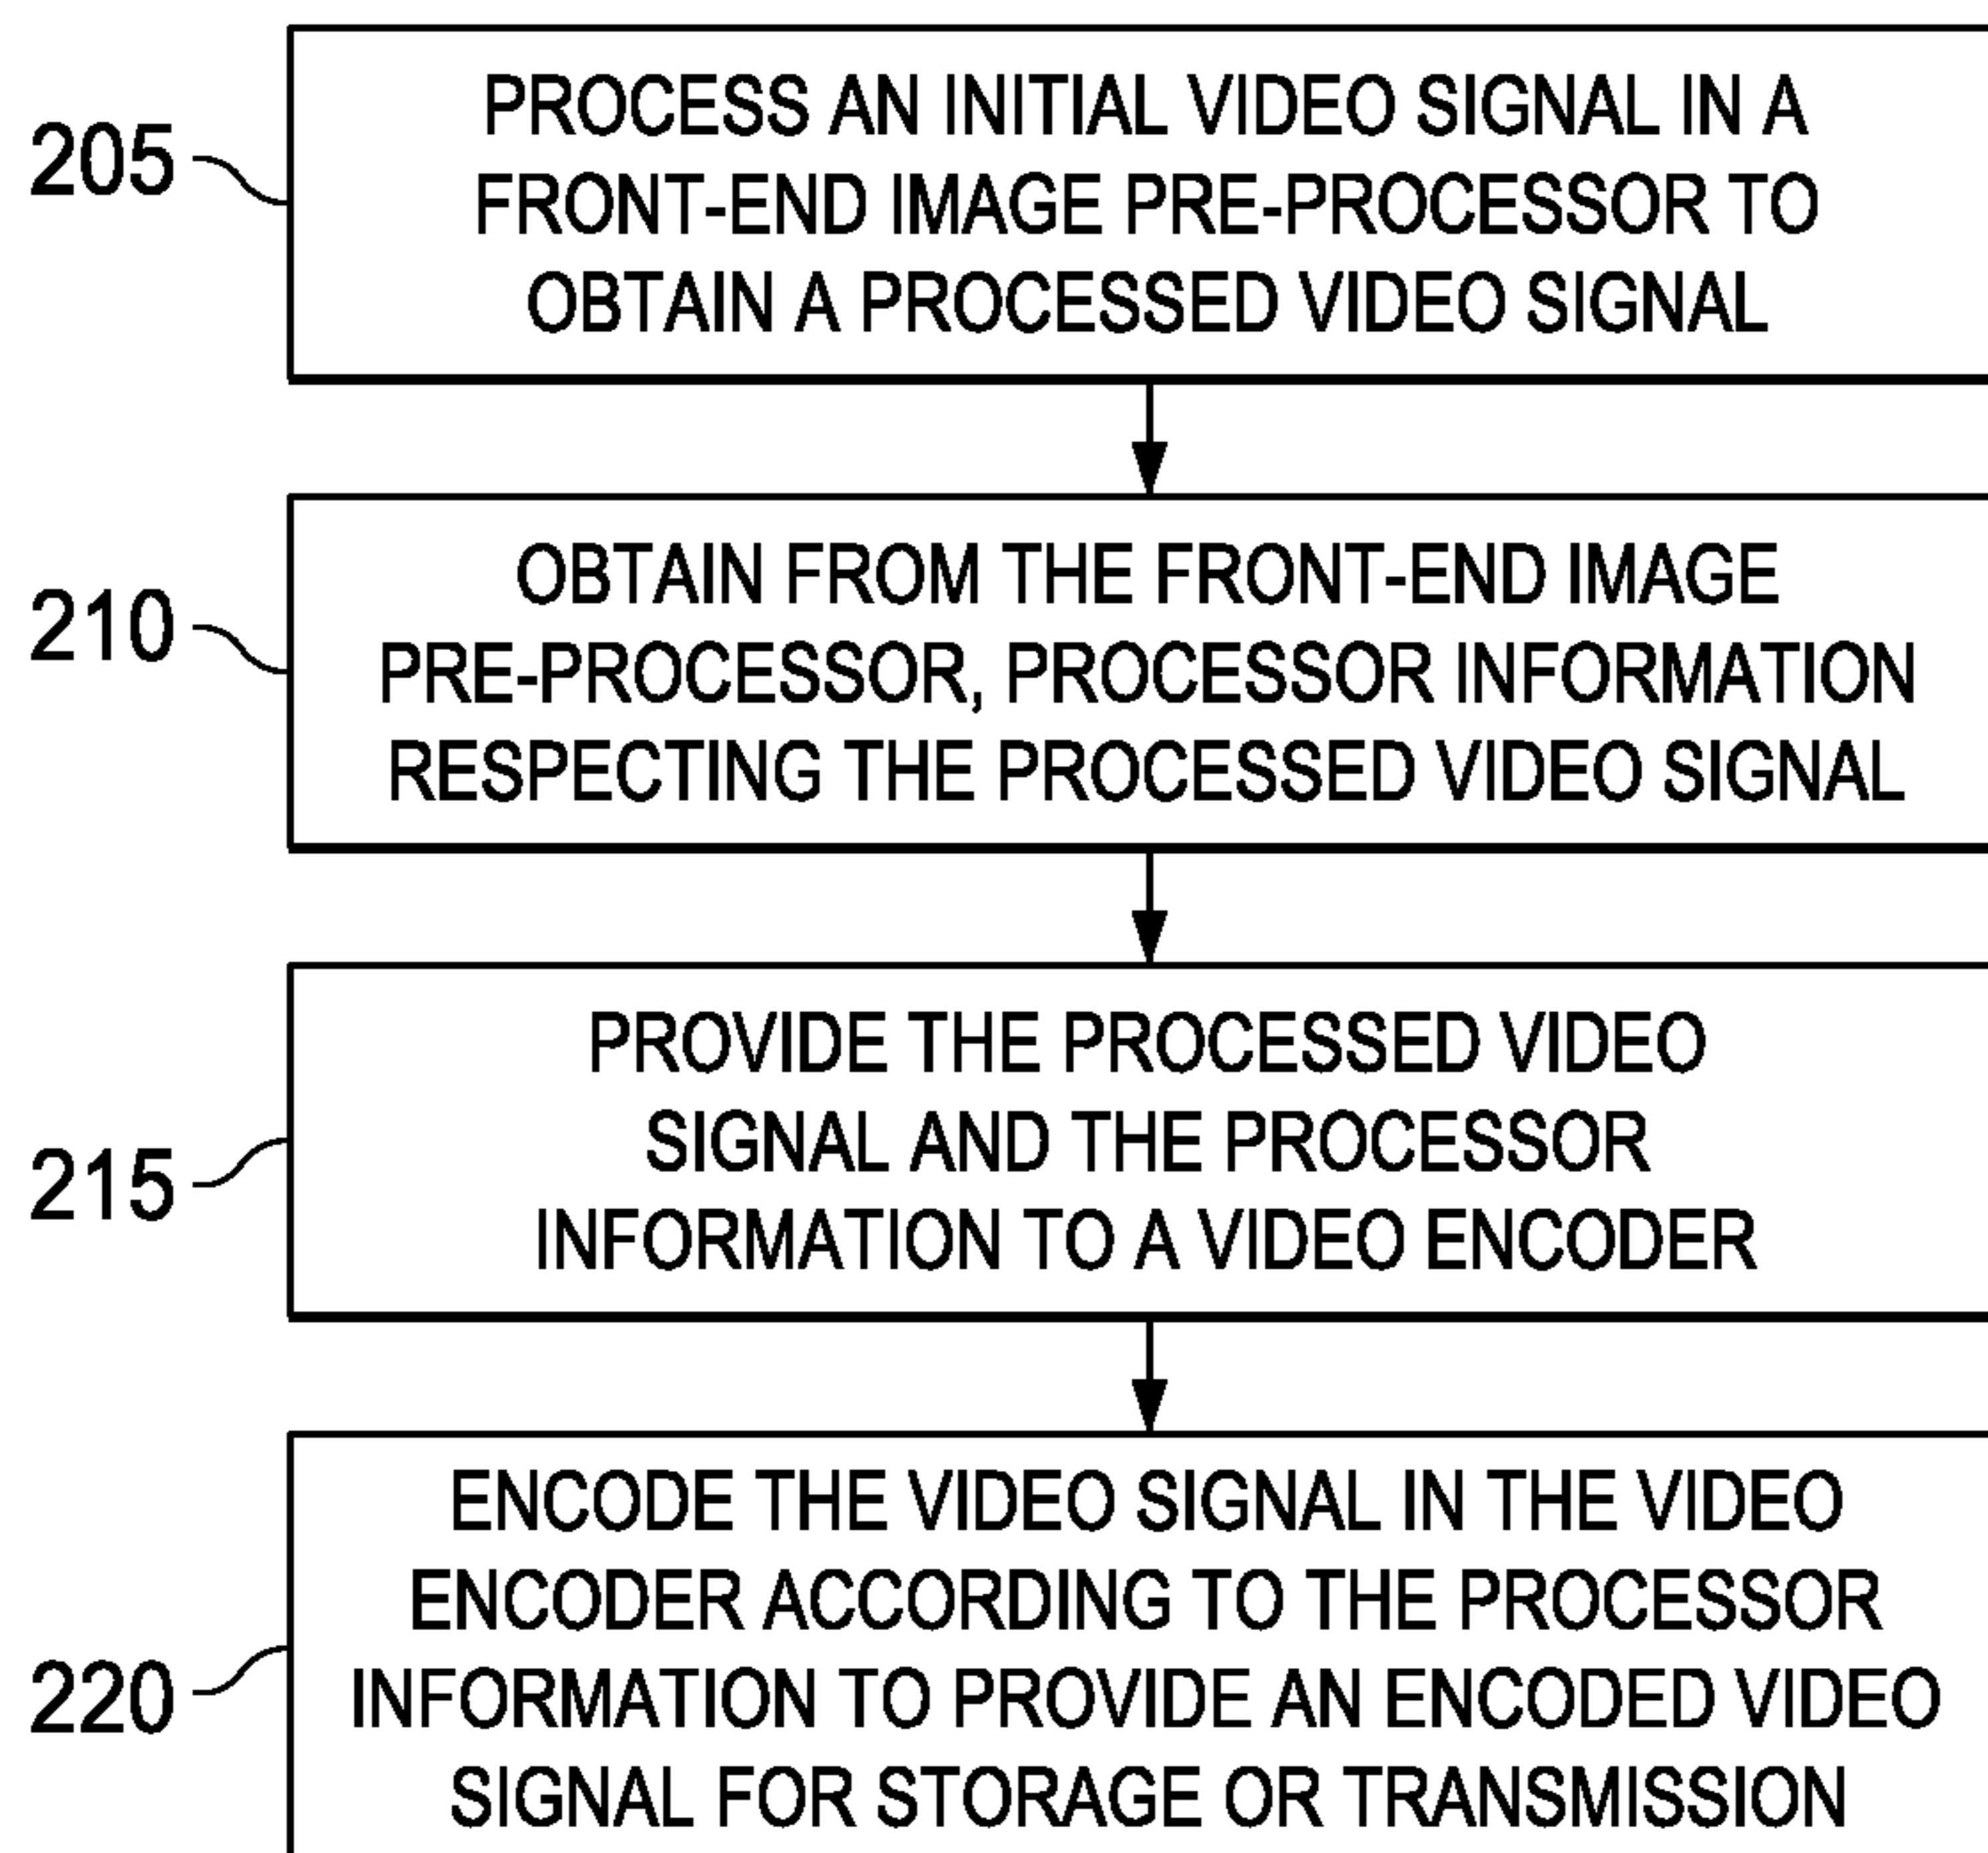 205
PROCESS AN INITIAL VIDEO SIGNAL IN A
FRONT-END IMAGE PRE-PROCESSOR TO
OBTAIN A PROCESSED VIDEO SIGNAL
210
OBTAIN FROM THE FRONT-END IMAGE
PRE-PROCESSOR, PROCESSOR INFORMATION
RESPECTING THE PROCESSED VIDEO SIGNAL
215
PROVIDE THE PROCESSED VIDEO
SIGNAL AND THE PROCESSOR
INFORMATION TO A VIDEO ENCODER
220
ENCODE THE VIDEO SIGNAL IN THE VIDEO
ENCODER ACCORDING TO THE PROCESSOR
INFORMATION TO PROVIDE AN ENCODED VIDEO
SIGNAL FOR STORAGE OR TRANSMISSION